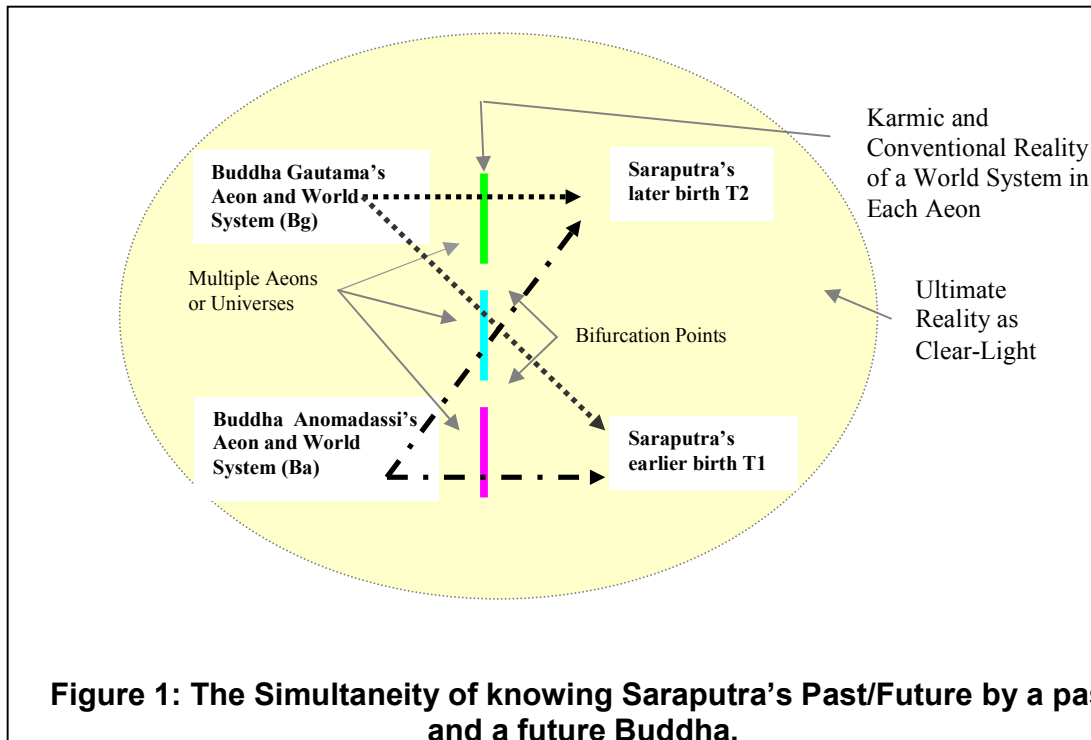 Karmic and
Conventional Reality
of a World System in
Each Aeon
Buddha Gautama's
Aeon and World
System (Bg)
Saraputra's
later birth T2
Multiple Aeons
or Universes
Bifurcation Points
Ultimate
Reality as
Clear-Light
Buddha Anomadassi's
Aeon and World
System (Ba)
Saraputra's
earlier birth T1
Figure 1: The Simultaneity of knowing Saraputra's Past/Future by a pas
and a future Buddha.